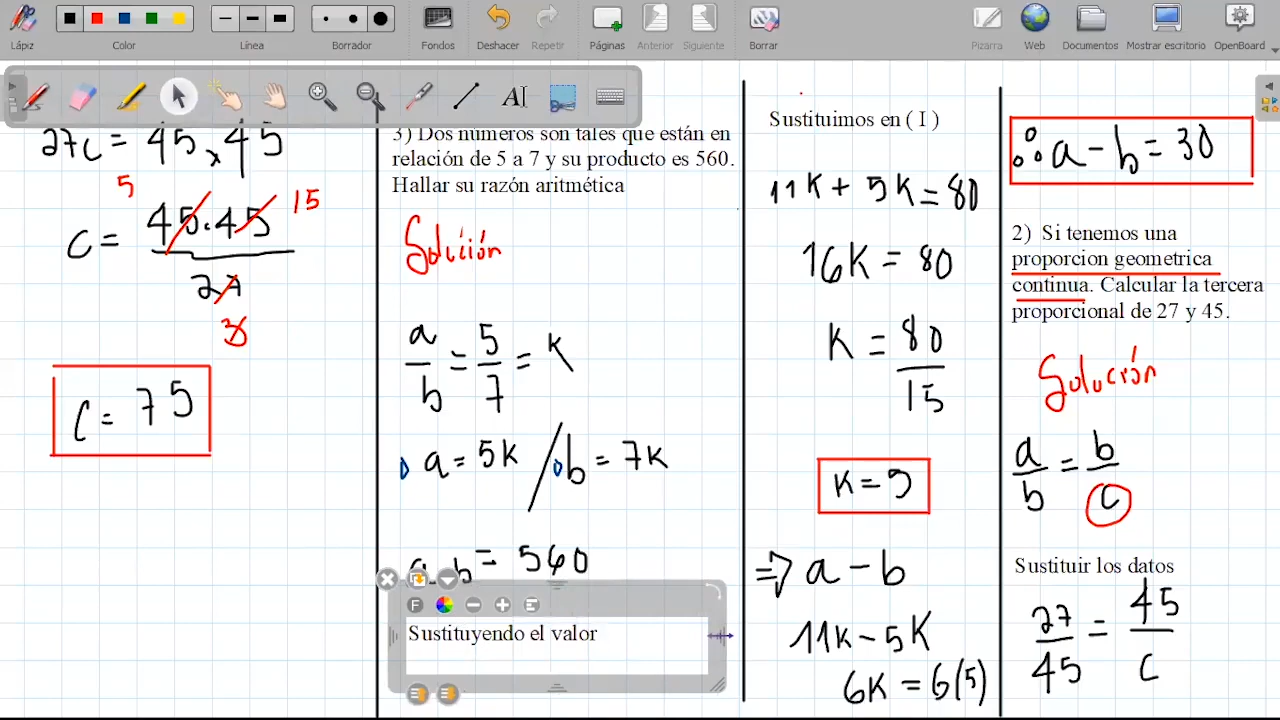 Lápiz
Color
Línea
Borrador
Fondos
Deshacer
Repetir
Páginas
Anterior
Siguiente
Borrar
Pizarra
Web
Documentos
Mostrar escritorio
OpenBoard
27c = 45 x 45
5
15
c = 45.45
27
3
c = 75
3) Dos números son tales que están en
relación de 5 a 7 y su producto es 560.
Hallar su razón aritmética
Solución
a/b = 5/7 = K
a = 5K / b = 7K
a . b = 560
F
Sustituyendo el valor
Sustituimos en ( I )
11K + 5K = 80
16K = 80
K = 80/15
K = 5
=> a - b
11K - 5K
6K = 6(5)
∴ a - b = 30
2) Si tenemos una
proporcion geometrica
continua. Calcular la tercera
proporcional de 27 y 45.
Solución
a/b = b/c
Sustituir los datos
27/45 = 45/c